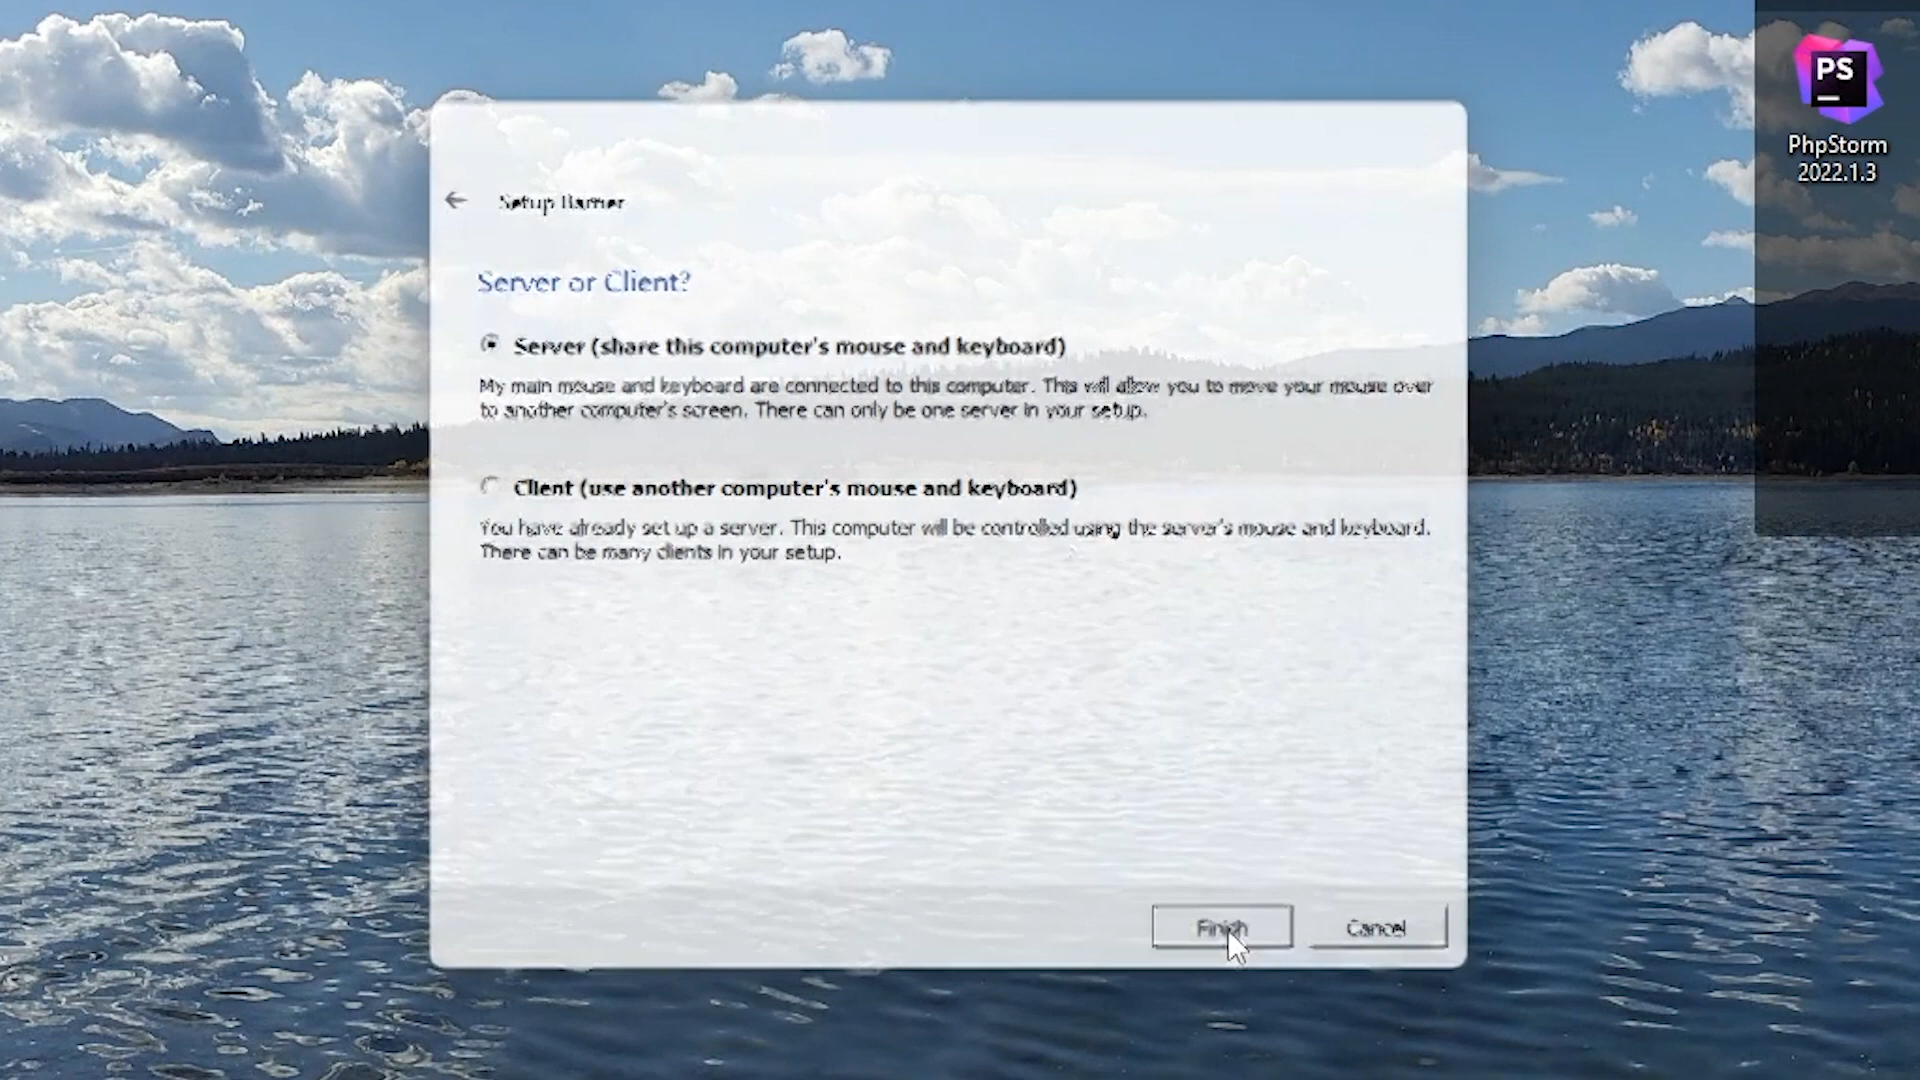 PS
PhpStorm
2022.1.3
Setup Barrier
Server or Client?
Server (share this computer's mouse and keyboard)
My main mouse and keyboard are connected to this computer. This will allow you to move your mouse over
to another computer's screen. There can only be one server in your setup.
Client (use another computer's mouse and keyboard)
You have already set up a server. This computer will be controlled using the server's mouse and keyboard.
There can be many clients in your setup.
Finish
Cancel